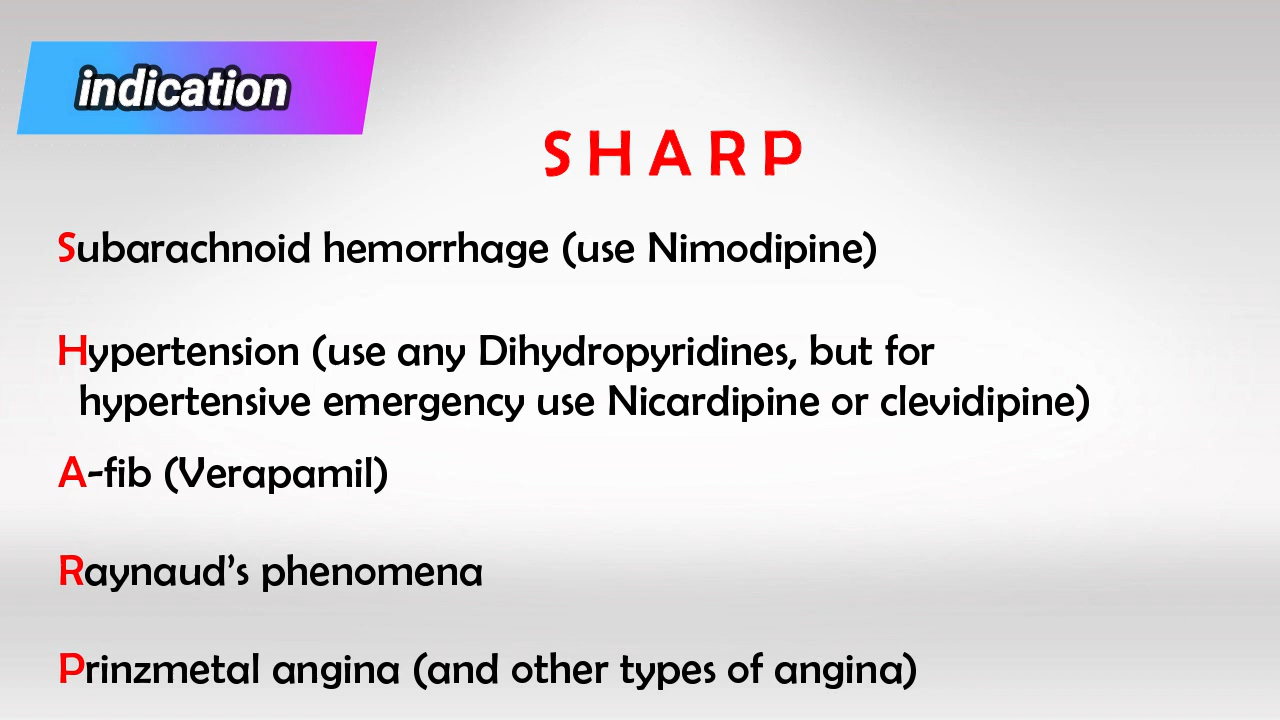 indication
SHARP
Subarachnoid hemorrhage (use Nimodipine)
Hypertension (use any Dihydropyridines, but for
hypertensive emergency use Nicardipine or clevidipine)
A-fib (Verapamil)
Raynaud’s phenomena
Prinzmetal angina (and other types of angina)